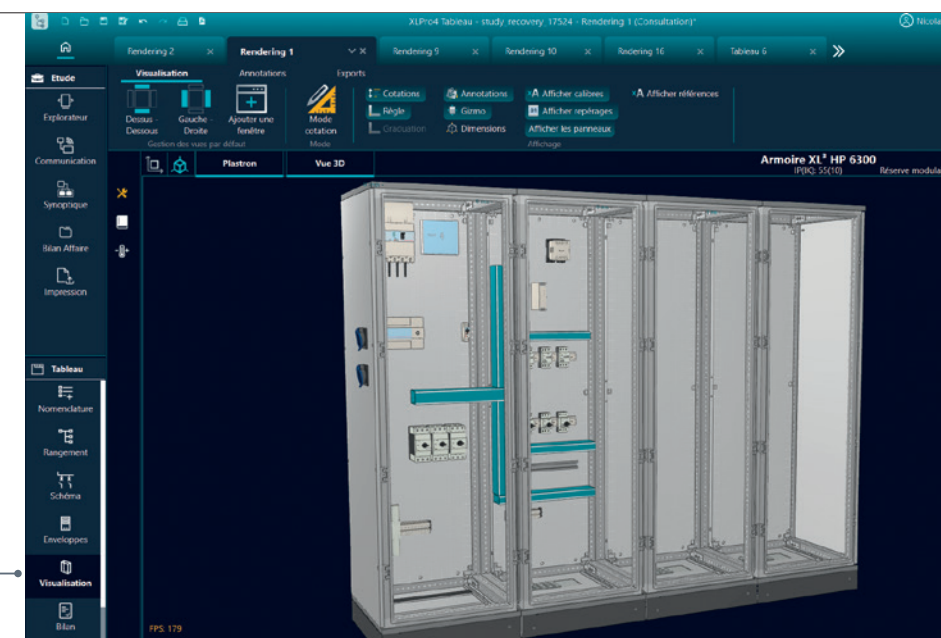 XLPro4 Tableau - study_recovery_17524 - Rendering 1 (Consultation)*
Nicola
Rendering 2
Rendering 1
Rendering 9
Rendering 10
Redering 16
Tableau 6
Etude
Explorateur
Communication
Synoptique
Bilan Affaire
Impression
Tableau
Nomenclature
Rangement
Schéma
Enveloppes
Visualisation
Bilan
Visualisation
Annotations
Exports
Dessus - Dessous
Gauche - Droite
Ajouter une fenêtre
Gestion des vues par défaut
Mode cotation
Mode
Cotations
Règle
Graduation
Annotations
Gizmo
Dimensions
Afficher calibres
Afficher repérages
Afficher les panneaux
Afficher références
Affichage
Plastron
Vue 3D
Armoire XL³ HP 6300
IP(IK): 55(10)
Réserve modula
FPS: 179